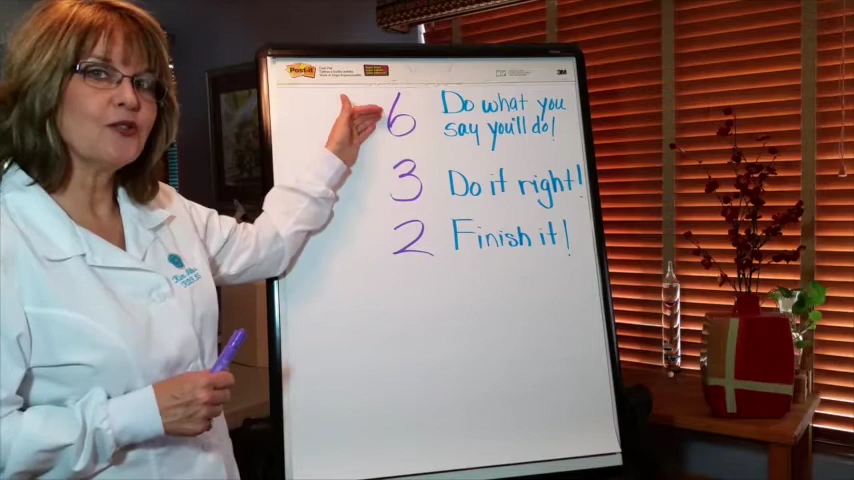 Post-it
3M
6 Do what you
say you'll do!
3 Do it right!
2 Finish it!